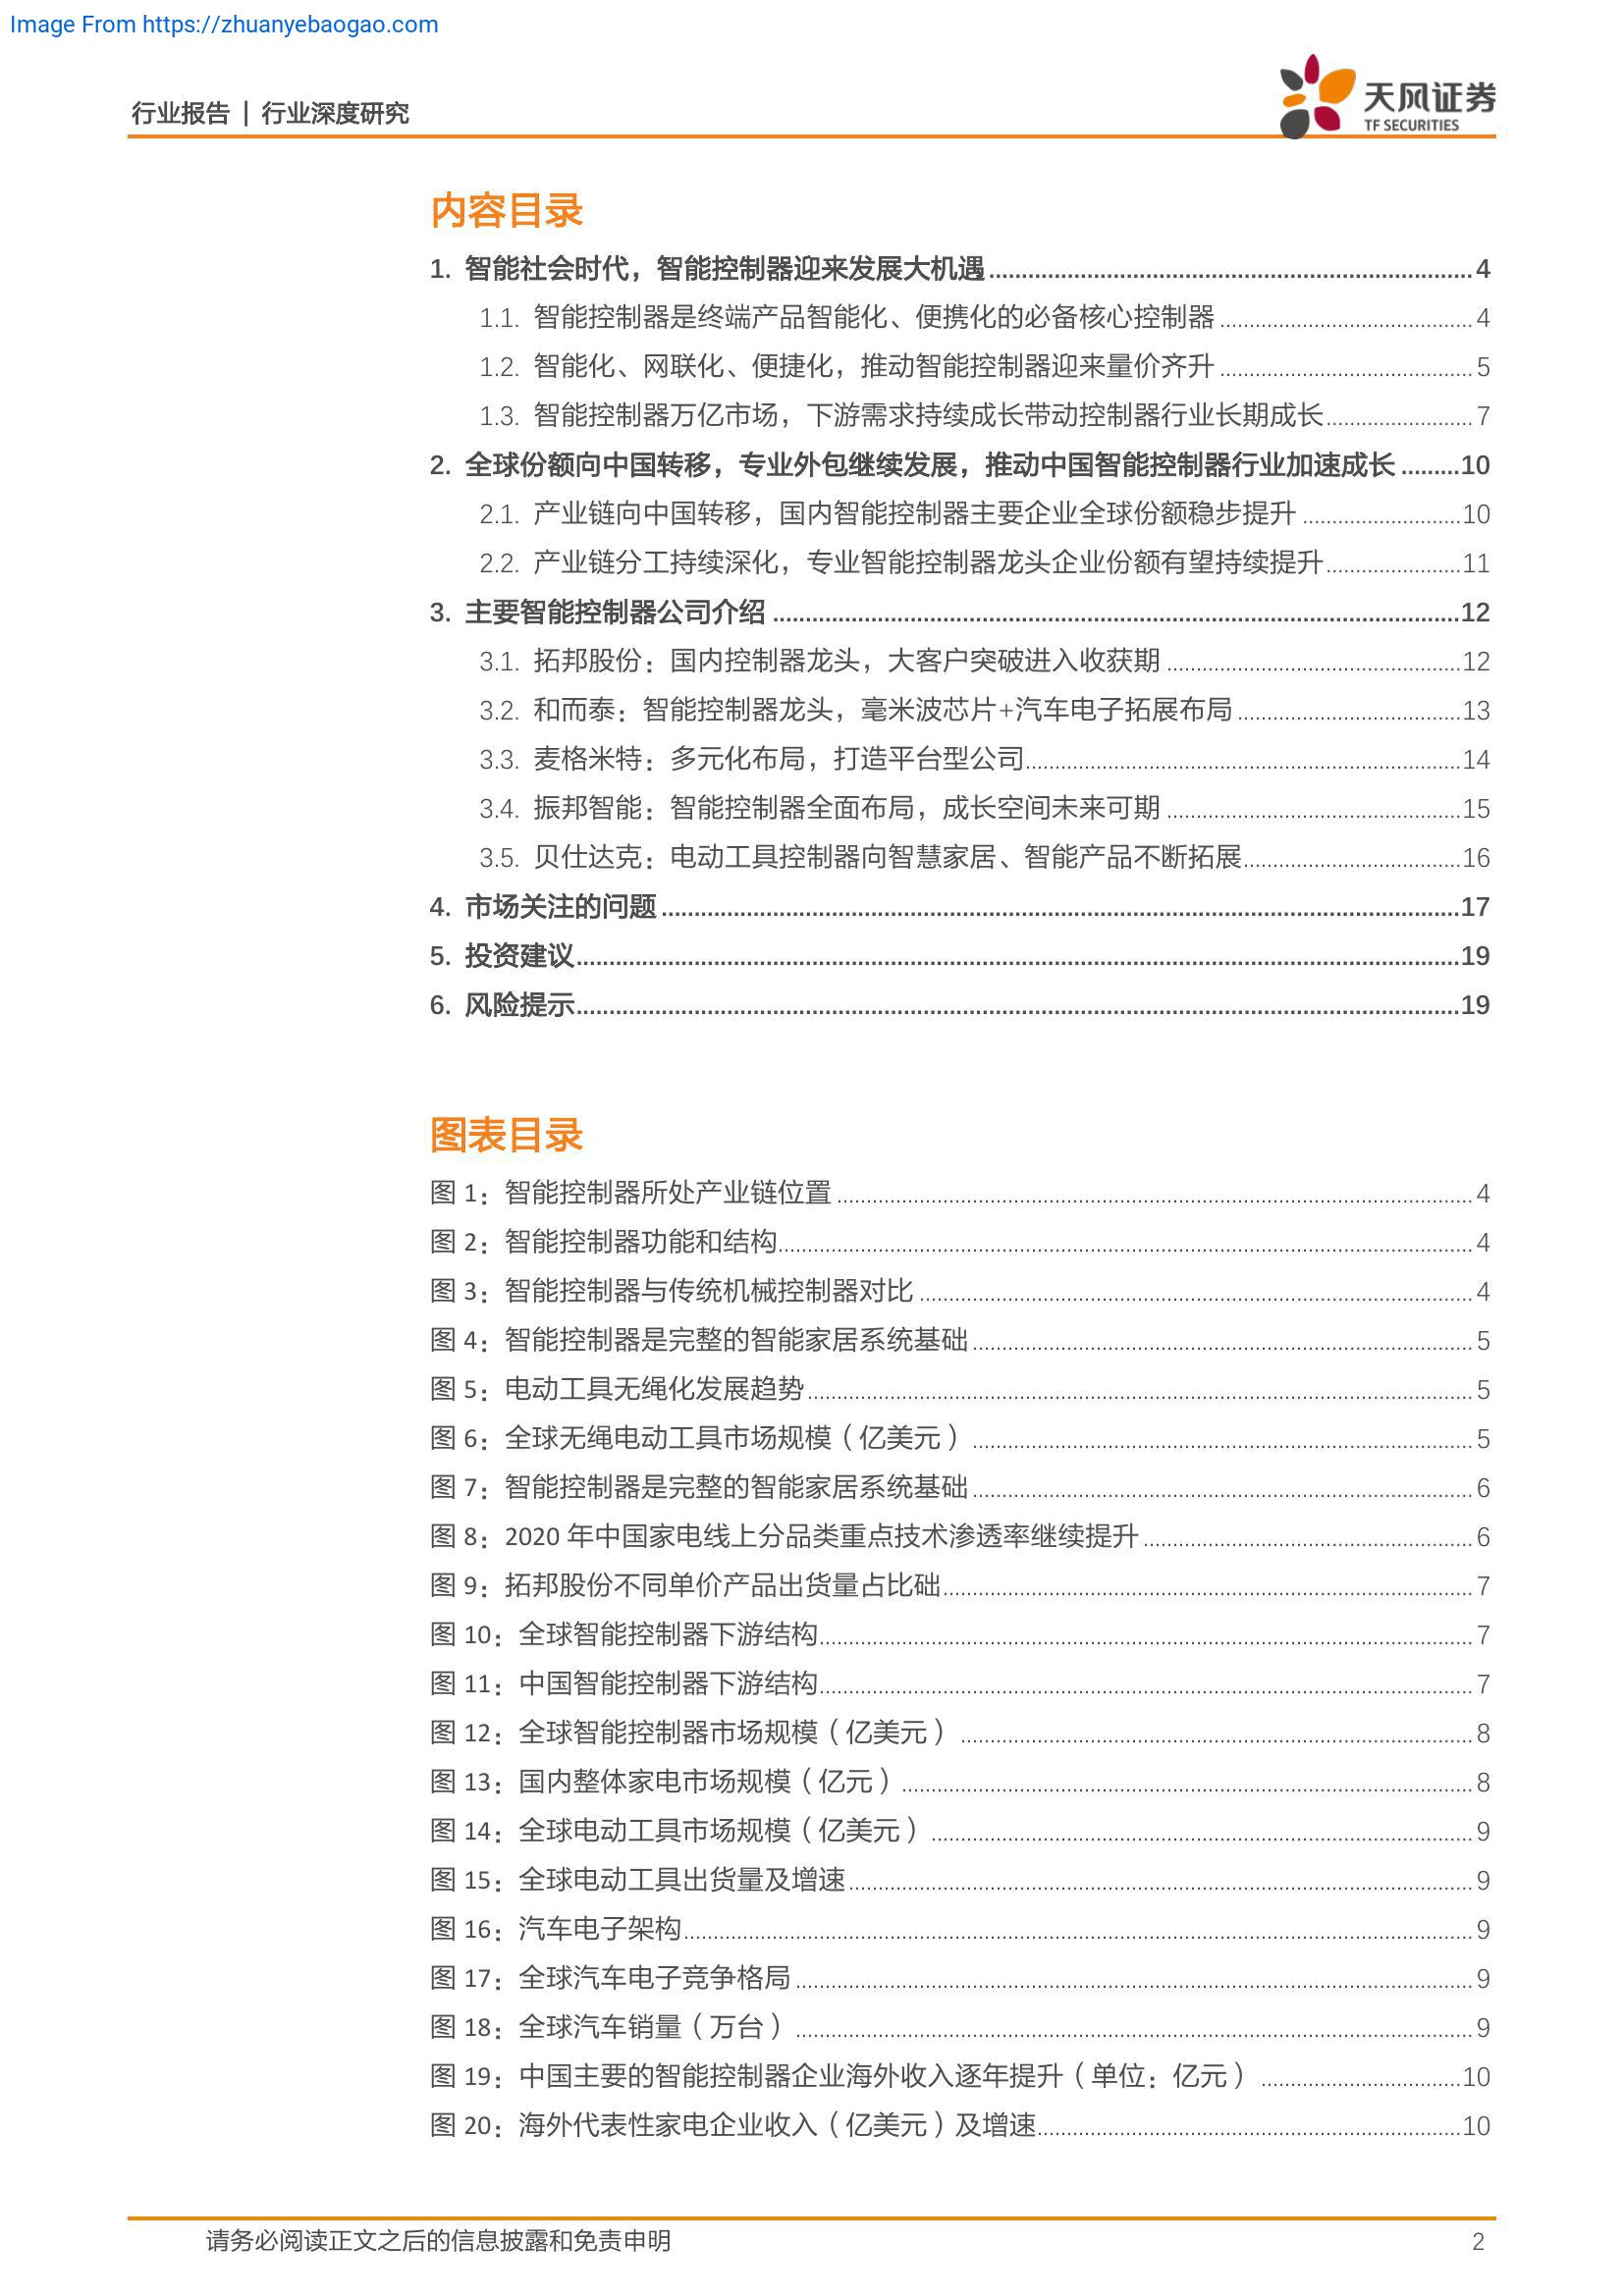 Image From https://zhuanyebaogao.com
行业报告 | 行业深度研究
天风证券
TF SECURITIES
内容目录
1. 智能社会时代，智能控制器迎来发展大机遇 4
1.1. 智能控制器是终端产品智能化、便携化的必备核心控制器 4
1.2. 智能化、网联化、便捷化，推动智能控制器迎来量价齐升 5
1.3. 智能控制器万亿市场，下游需求持续成长带动控制器行业长期成长 7
2. 全球份额向中国转移，专业外包继续发展，推动中国智能控制器行业加速成长 10
2.1. 产业链向中国转移，国内智能控制器主要企业全球份额稳步提升 10
2.2. 产业链分工持续深化，专业智能控制器龙头企业份额有望持续提升 11
3. 主要智能控制器公司介绍 12
3.1. 拓邦股份：国内控制器龙头，大客户突破进入收获期 12
3.2. 和而泰：智能控制器龙头，毫米波芯片+汽车电子拓展布局 13
3.3. 麦格米特：多元化布局，打造平台型公司 14
3.4. 振邦智能：智能控制器全面布局，成长空间未来可期 15
3.5. 贝仕达克：电动工具控制器向智慧家居、智能产品不断拓展 16
4. 市场关注的问题 17
5. 投资建议 19
6. 风险提示 19
图表目录
图 1：智能控制器所处产业链位置 4
图 2：智能控制器功能和结构 4
图 3：智能控制器与传统机械控制器对比 4
图 4：智能控制器是完整的智能家居系统基础 5
图 5：电动工具无绳化发展趋势 5
图 6：全球无绳电动工具市场规模（亿美元） 5
图 7：智能控制器是完整的智能家居系统基础 6
图 8：2020 年中国家电线上分品类重点技术渗透率继续提升 6
图 9：拓邦股份不同单价产品出货量占比础 7
图 10：全球智能控制器下游结构 7
图 11：中国智能控制器下游结构 7
图 12：全球智能控制器市场规模（亿美元） 8
图 13：国内整体家电市场规模（亿元） 8
图 14：全球电动工具市场规模（亿美元） 9
图 15：全球电动工具出货量及增速 9
图 16：汽车电子架构 9
图 17：全球汽车电子竞争格局 9
图 18：全球汽车销量（万台） 9
图 19：中国主要的智能控制器企业海外收入逐年提升（单位：亿元） 10
图 20：海外代表性家电企业收入（亿美元）及增速 10
请务必阅读正文之后的信息披露和免责申明 2